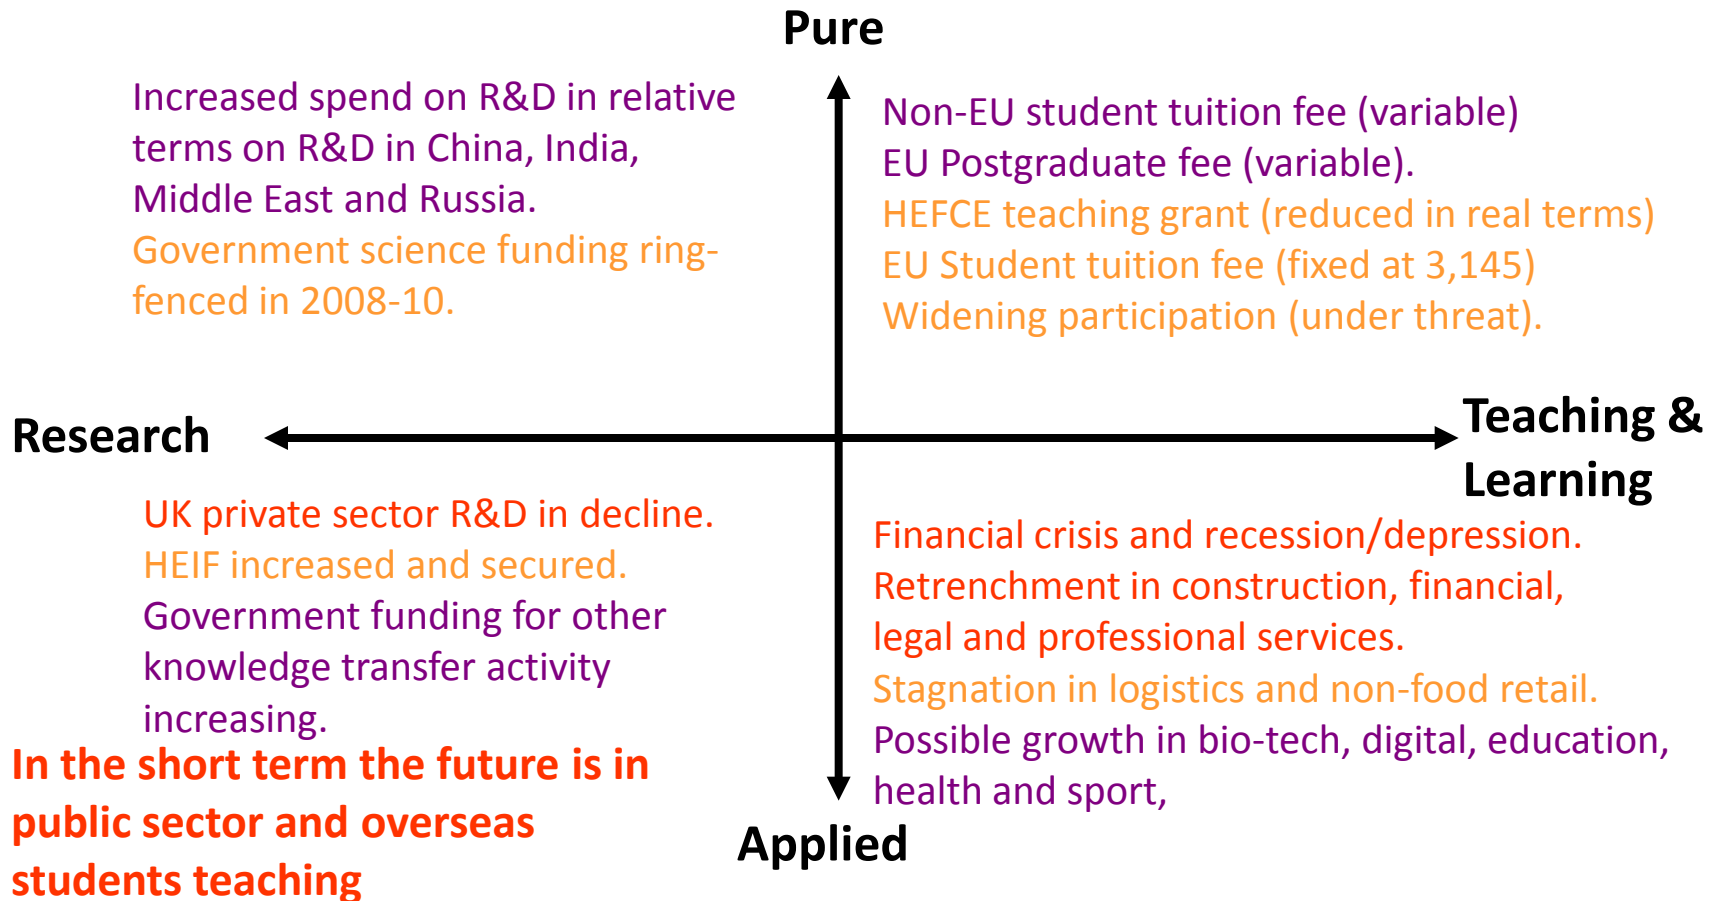 Pure
Increased spend on R&D in relative
terms on R&D in China, India,
Middle East and Russia.
Government science funding ring-
fenced in 2008-10.
Non-EU student tuition fee (variable)
EU Postgraduate fee (variable).
HEFCE teaching grant (reduced in real terms)
EU Student tuition fee (fixed at 3,145)
Widening participation (under threat).
Research
Teaching &
Learning
UK private sector R&D in decline.
HEIF increased and secured.
Government funding for other
knowledge transfer activity
increasing.
In the short term the future is in
public sector and overseas
students teaching
Financial crisis and recession/depression.
Retrenchment in construction, financial,
legal and professional services.
Stagnation in logistics and non-food retail.
Possible growth in bio-tech, digital, education,
health and sport,
Applied